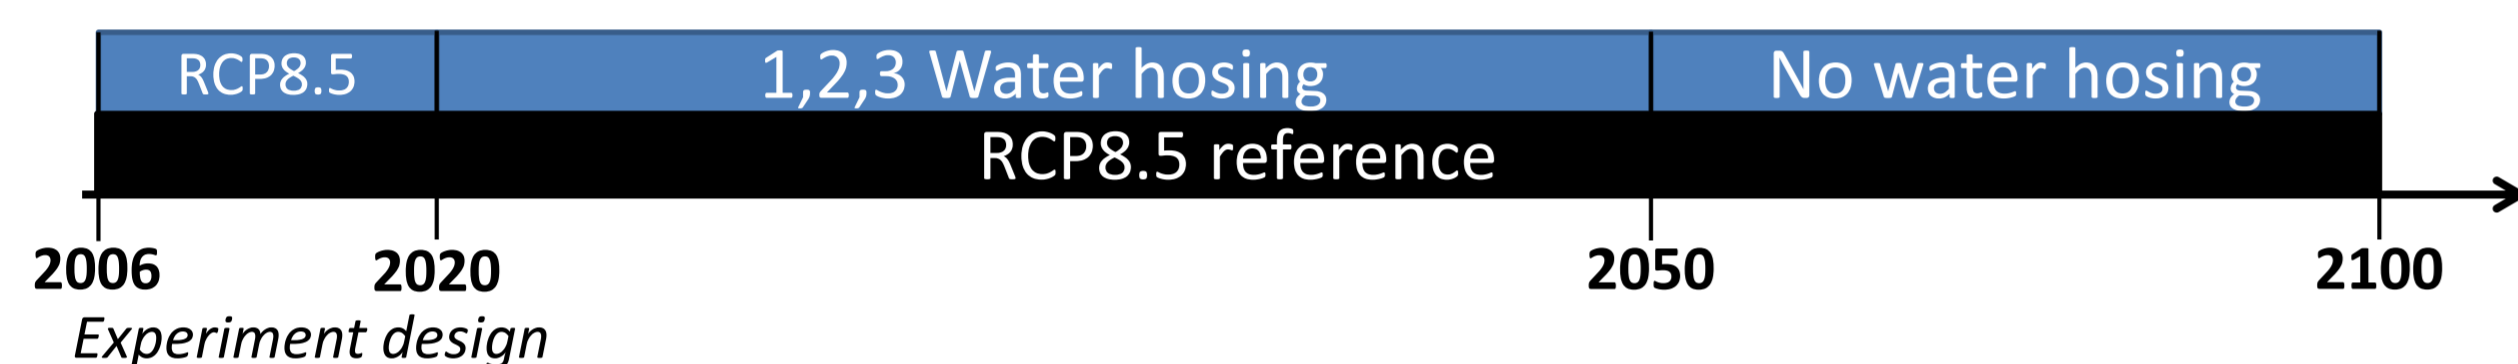 RCP8.5 1,2,3 Water hosing No water hosing
RCP8.5 reference
2006 2020 2050 2100
Experiment design